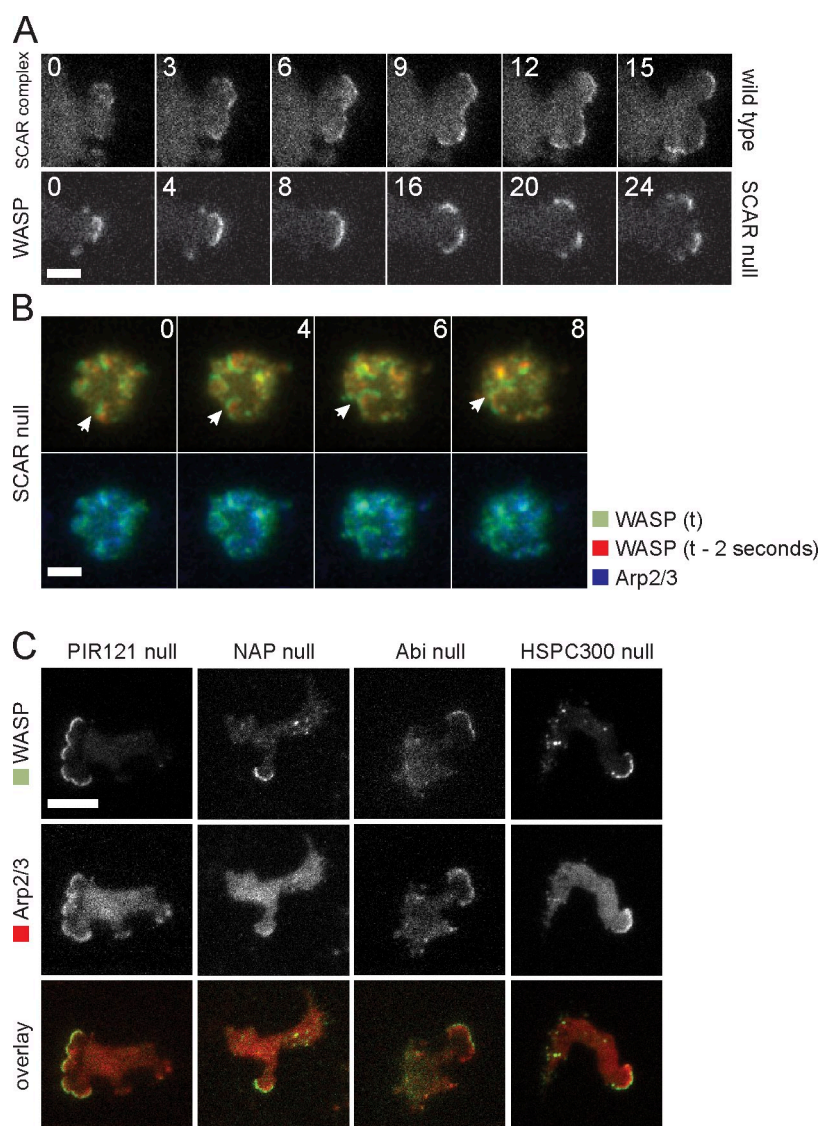 A
SCAR complex
0 3 6 9 12 15
wild type
WASP
0 4 8 16 20 24
SCAR null
B
SCAR null
0 4 6 8
WASP (t)
WASP (t - 2 seconds)
Arp2/3
C
PIR121 null NAP null Abi null HSPC300 null
WASP
Arp2/3
overlay